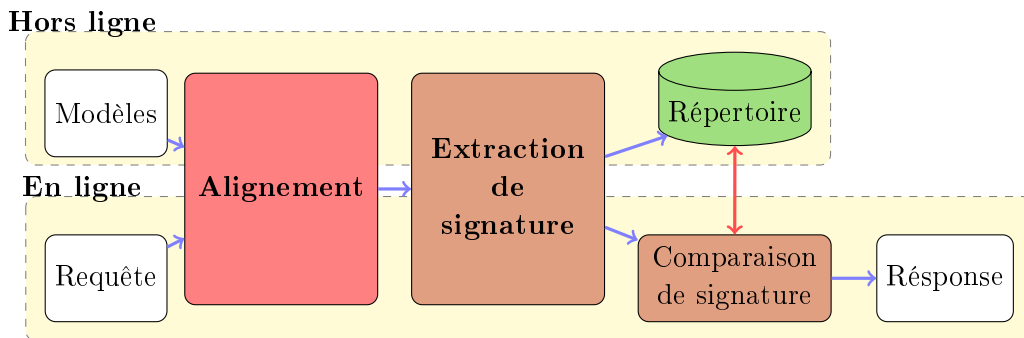 Hors ligne
Modèles
Alignement
Extraction
de
signature
Répertoire
En ligne
Requête
Comparaison
de signature
Résponse